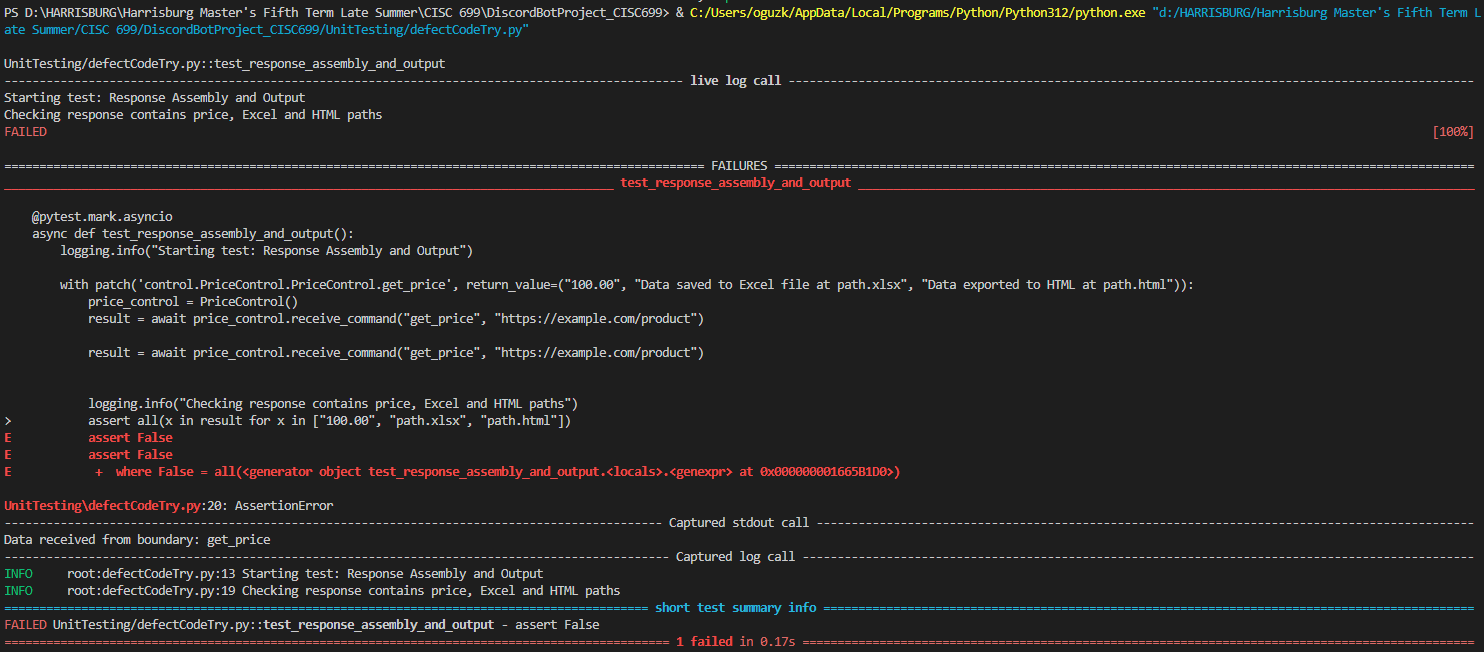 PS D:\HARRISBURG\Harrisburg Master's Fifth Term Late Summer\CISC 699\DiscordBotProject_CISC699> & C:/Users/oguzk/AppData/Local/Programs/Python/Python312/python.exe "d:/HARRISBURG/Harrisburg Master's Fifth Term L
ate Summer/CISC 699/DiscordBotProject_CISC699/UnitTesting/defectCodeTry.py"
UnitTesting/defectCodeTry.py::test_response_assembly_and_output
live log call
Starting test: Response Assembly and Output
Checking response contains price, Excel and HTML paths
FAILED [100%]
FAILURES
test_response_assembly_and_output
@pytest.mark.asyncio
async def test_response_assembly_and_output():
logging.info("Starting test: Response Assembly and Output")
with patch('control.PriceControl.PriceControl.get_price', return_value=("100.00", "Data saved to Excel file at path.xlsx", "Data exported to HTML at path.html")):
price_control = PriceControl()
result = await price_control.receive_command("get_price", "https://example.com/product")
result = await price_control.receive_command("get_price", "https://example.com/product")
logging.info("Checking response contains price, Excel and HTML paths")
> assert all(x in result for x in ["100.00", "path.xlsx", "path.html"])
E assert False
E assert False
E + where False = all(<generator object test_response_assembly_and_output.<locals>.<genexpr> at 0x000000001665B1D0>)
UnitTesting\defectCodeTry.py:20: AssertionError
Captured stdout call
Data received from boundary: get_price
Captured log call
INFO root:defectCodeTry.py:13 Starting test: Response Assembly and Output
INFO root:defectCodeTry.py:19 Checking response contains price, Excel and HTML paths
short test summary info
FAILED UnitTesting/defectCodeTry.py::test_response_assembly_and_output - assert False
1 failed in 0.17s